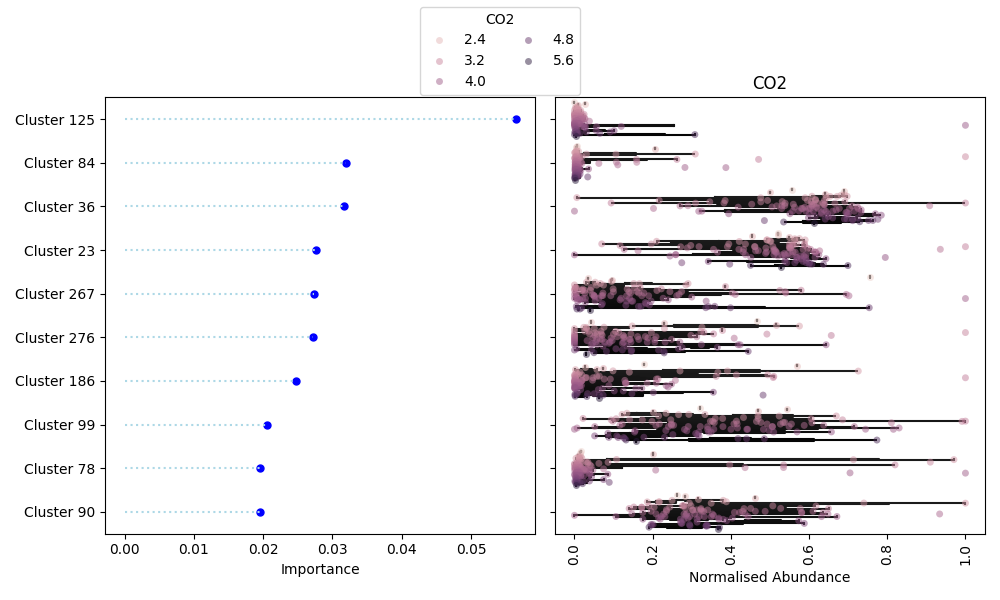 CO2
2.4 4.8
3.2 5.6
4.0
CO2
Cluster 125
Cluster 84
Cluster 36
Cluster 23
Cluster 267
Cluster 276
Cluster 186
Cluster 99
Cluster 78
Cluster 90
0.00 0.01 0.02 0.03 0.04 0.05
Importance
0.0 0.2 0.4 0.6 0.8 1.0
Normalised Abundance